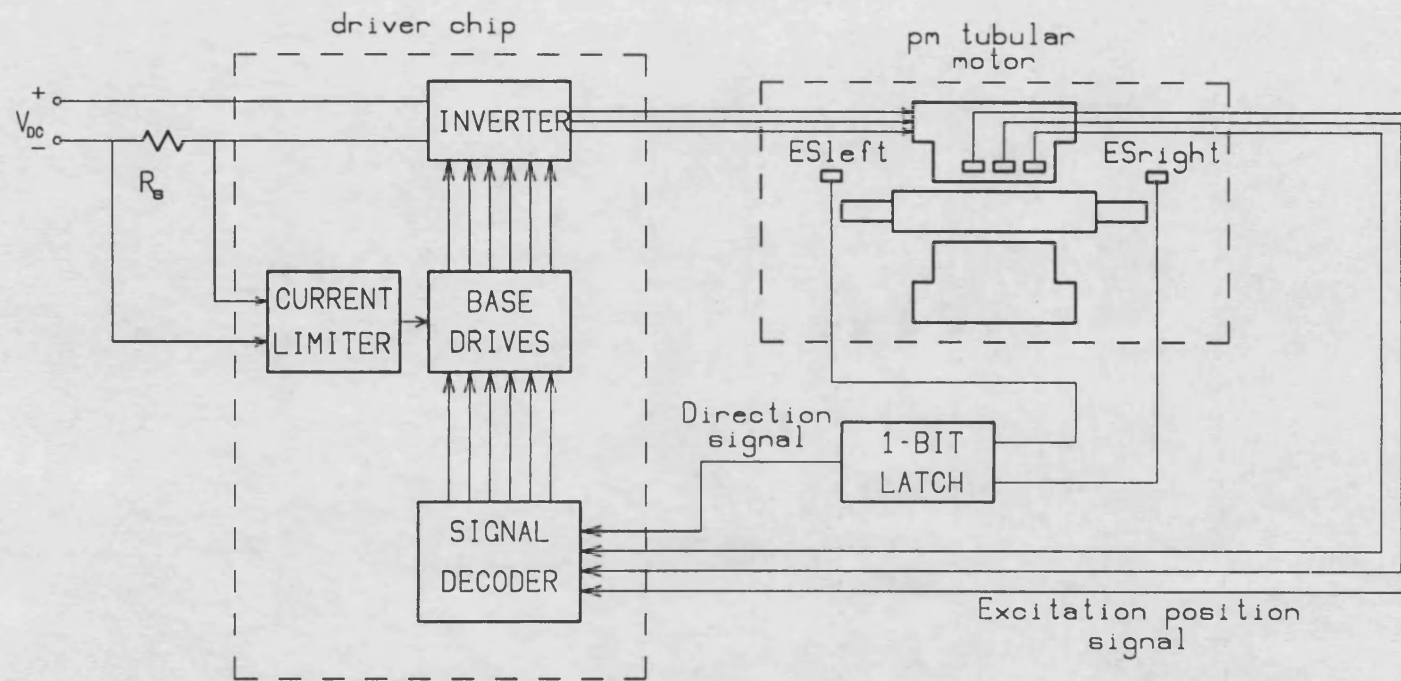 driver chip
pm tubular
motor
+
V_DC
−
R_s
INVERTER
ESleft
ESright
CURRENT
LIMITER
BASE
DRIVES
Direction
signal
1-BIT
LATCH
SIGNAL
DECODER
Excitation position
signal